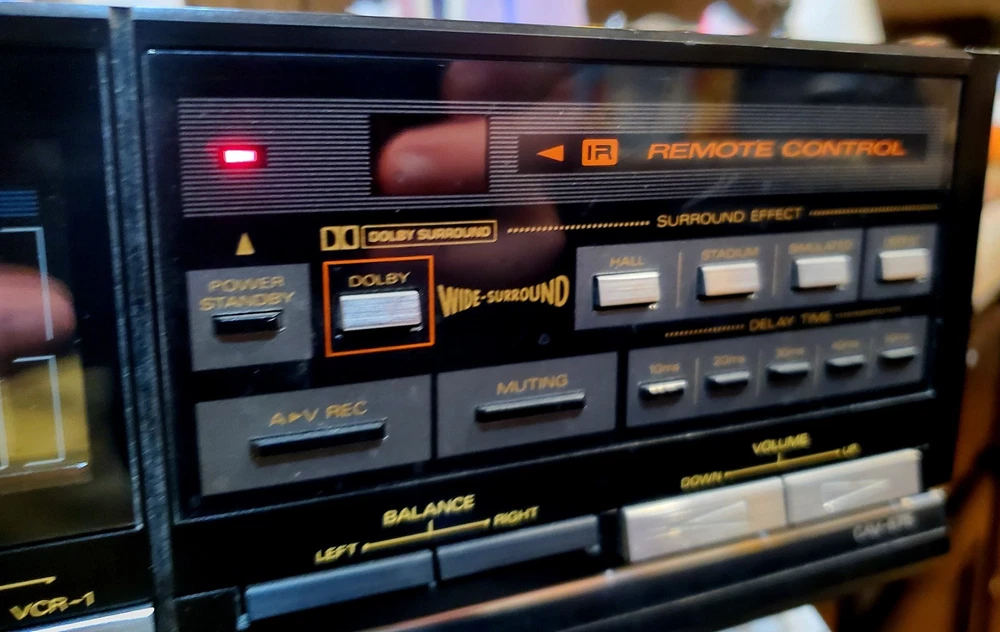 IR REMOTE CONTROL
SURROUND EFFECT
DOLBY SURROUND
POWER
STANDBY
DOLBY
WIDE-SURROUND
HALL
STADIUM
SIMULATED
DELAY TIME
10ms
20ms
30ms
A▶V REC
MUTING
VOLUME
DOWN
UP
BALANCE
LEFT
RIGHT
VCR-1